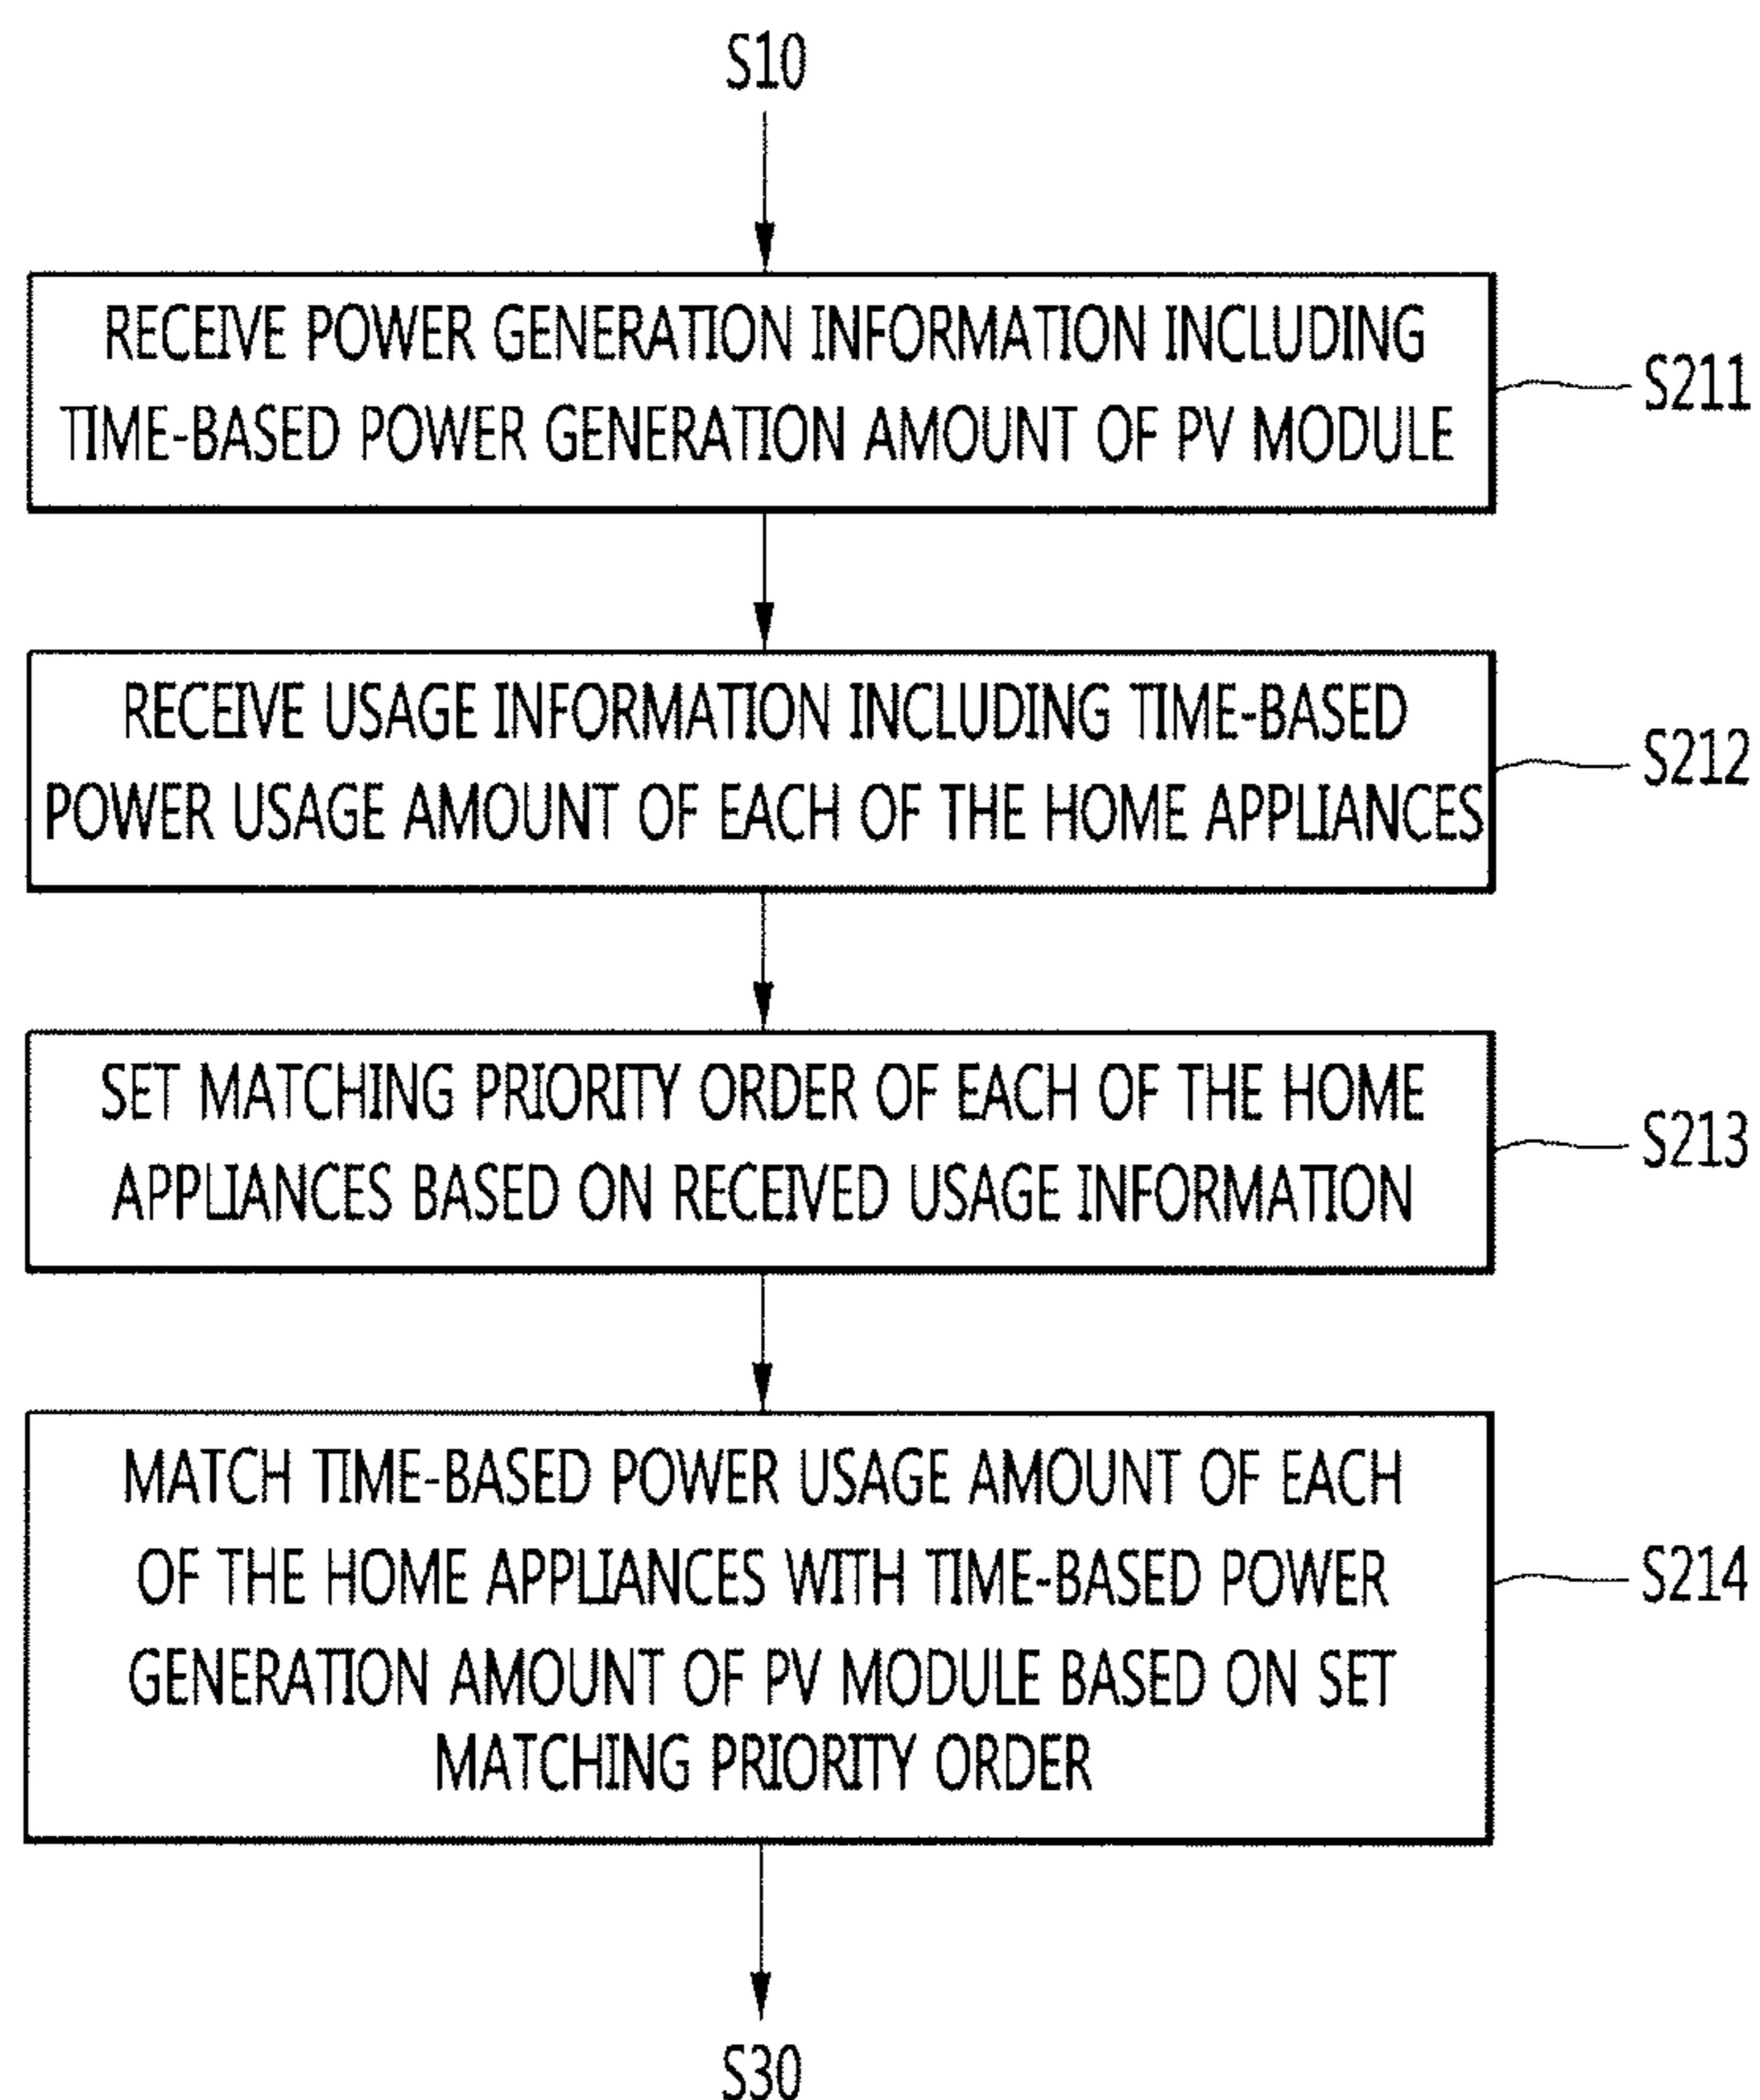 S10
RECEIVE POWER GENERATION INFORMATION INCLUDING
TIME-BASED POWER GENERATION AMOUNT OF PV MODULE
S211
RECEIVE USAGE INFORMATION INCLUDING TIME-BASED
POWER USAGE AMOUNT OF EACH OF THE HOME APPLIANCES
S212
SET MATCHING PRIORITY ORDER OF EACH OF THE HOME
APPLIANCES BASED ON RECEIVED USAGE INFORMATION
S213
MATCH TIME-BASED POWER USAGE AMOUNT OF EACH
OF THE HOME APPLIANCES WITH TIME-BASED POWER
GENERATION AMOUNT OF PV MODULE BASED ON SET
MATCHING PRIORITY ORDER
S214
S30